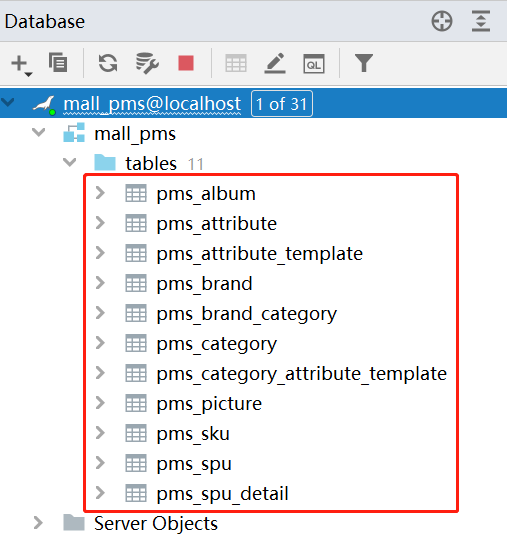 Database
QL
mall_pms@localhost 1 of 31
mall_pms
tables 11
pms_album
pms_attribute
pms_attribute_template
pms_brand
pms_brand_category
pms_category
pms_category_attribute_template
pms_picture
pms_sku
pms_spu
pms_spu_detail
Server Objects